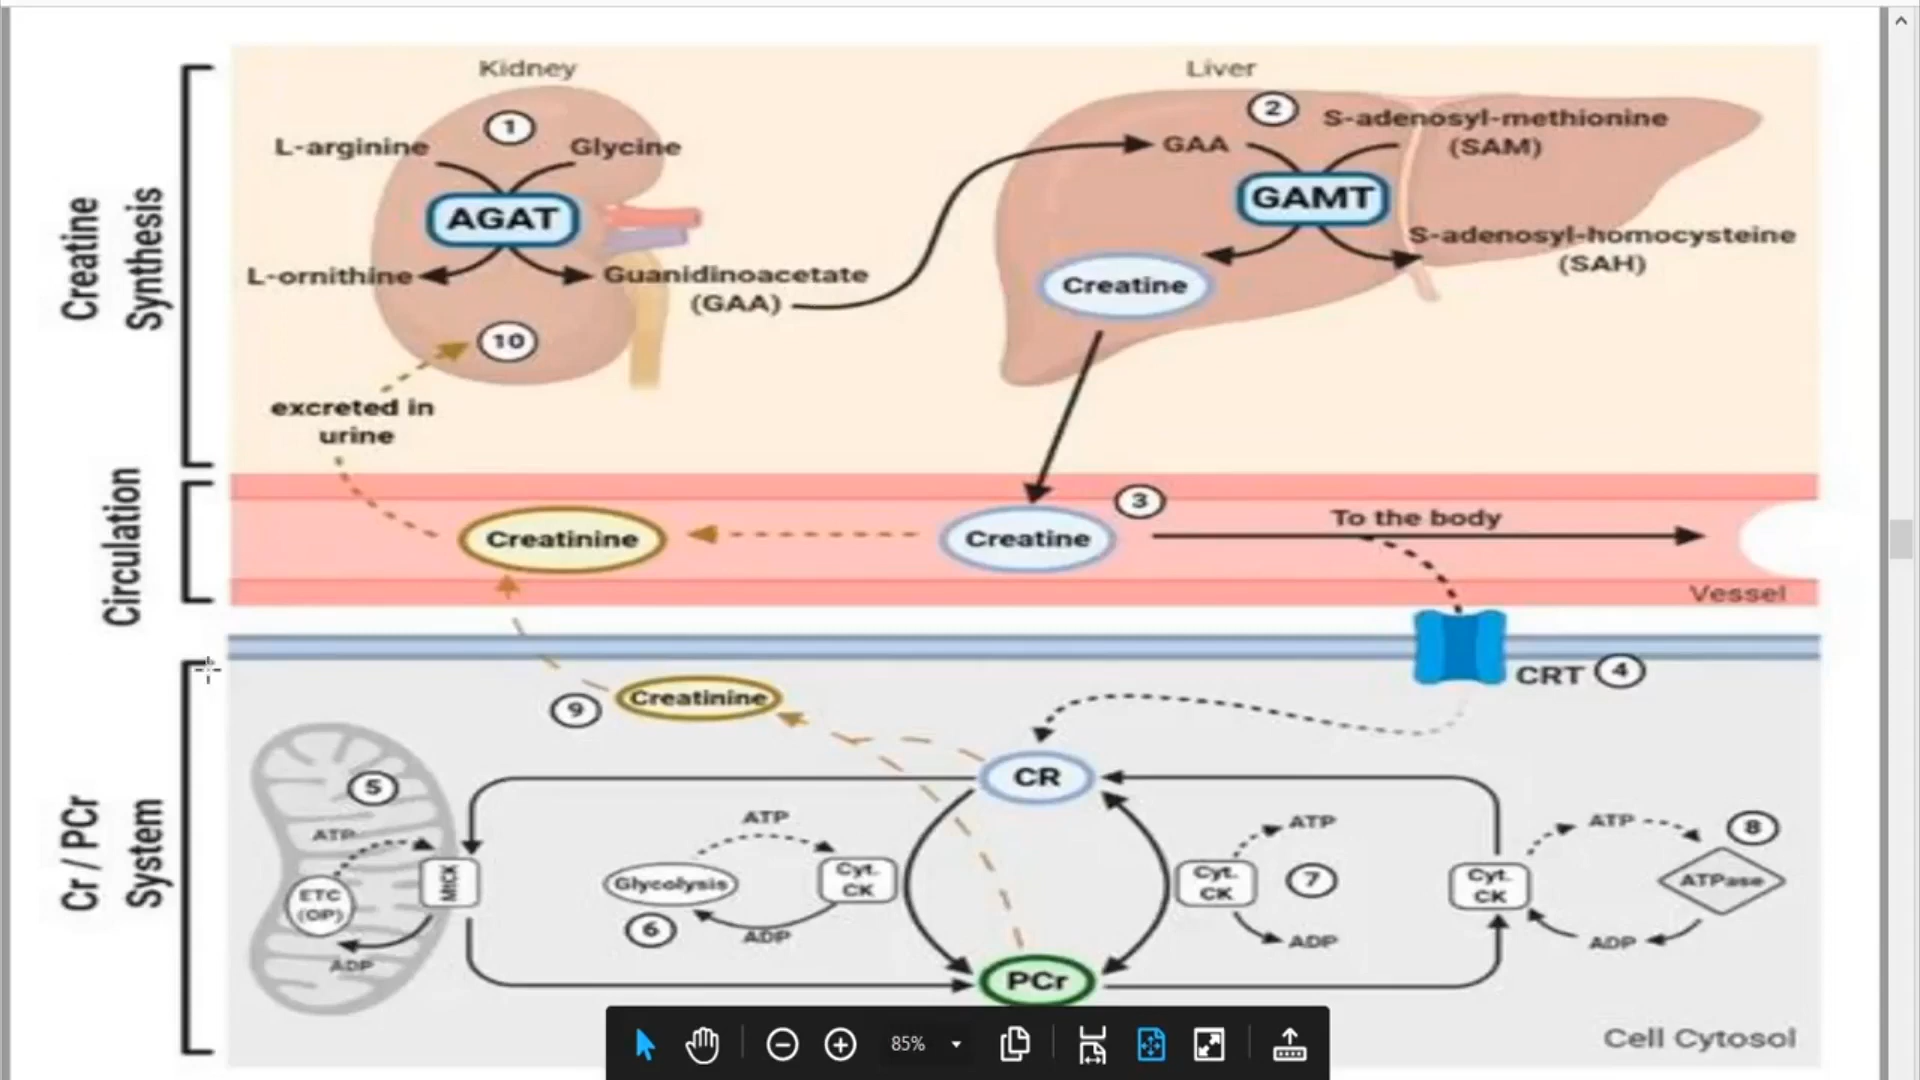 Creatine
Synthesis
Kidney
1
L-arginine
Glycine
AGAT
L-ornithine
Guanidinoacetate
(GAA)
10
excreted in
urine
Liver
2
GAA
S-adenosyl-methionine
(SAM)
GAMT
S-adenosyl-homocysteine
(SAH)
Creatine
Circulation
Creatinine
Creatine
3
To the body
Vessel
CRT
4
Cr / PCr
System
9
Creatinine
CR
5
ATP
ETC
(OP)
MtCK
ADP
ATP
Glycolysis
Cyt.
CK
6
ADP
Cyt.
CK
ATP
7
ADP
Cyt.
CK
ATP
8
ATPase
ADP
PCr
Cell Cytosol
85%